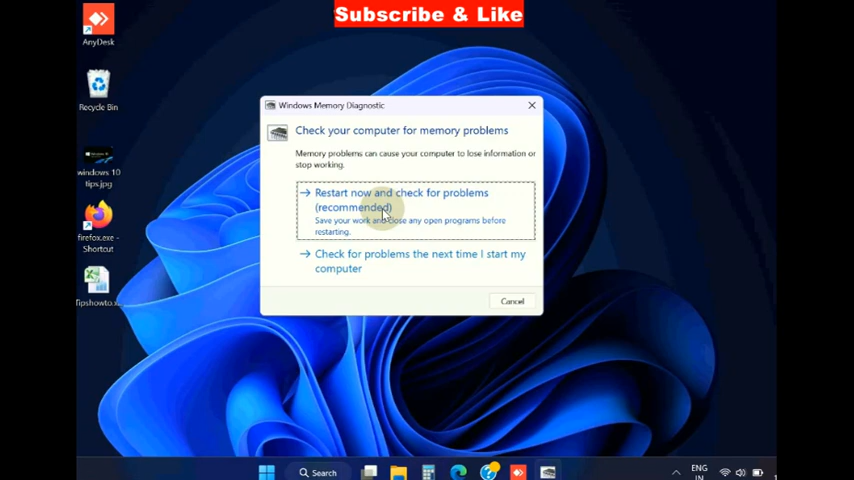 Subscribe & Like
AnyDesk
Recycle Bin
windows 10
tips.jpg
firefox.exe -
Shortcut
Windows Memory Diagnostic
Check your computer for memory problems
Memory problems can cause your computer to lose information or
stop working.
Restart now and check for problems
(recommended)
Save your work and close any open programs before
restarting.
Check for problems the next time I start my
computer
Cancel
Search
ENG
IN